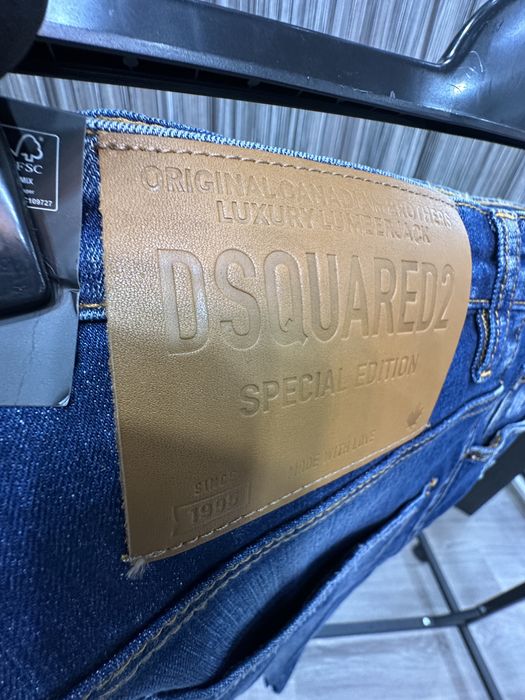 FSC
MIX
ORIGINAL CANADIAN BROTHERS
LUXURY LUMBERJACK
DSQUARED2
SPECIAL EDITION
MADE WITH LOVE
SINCE
1995